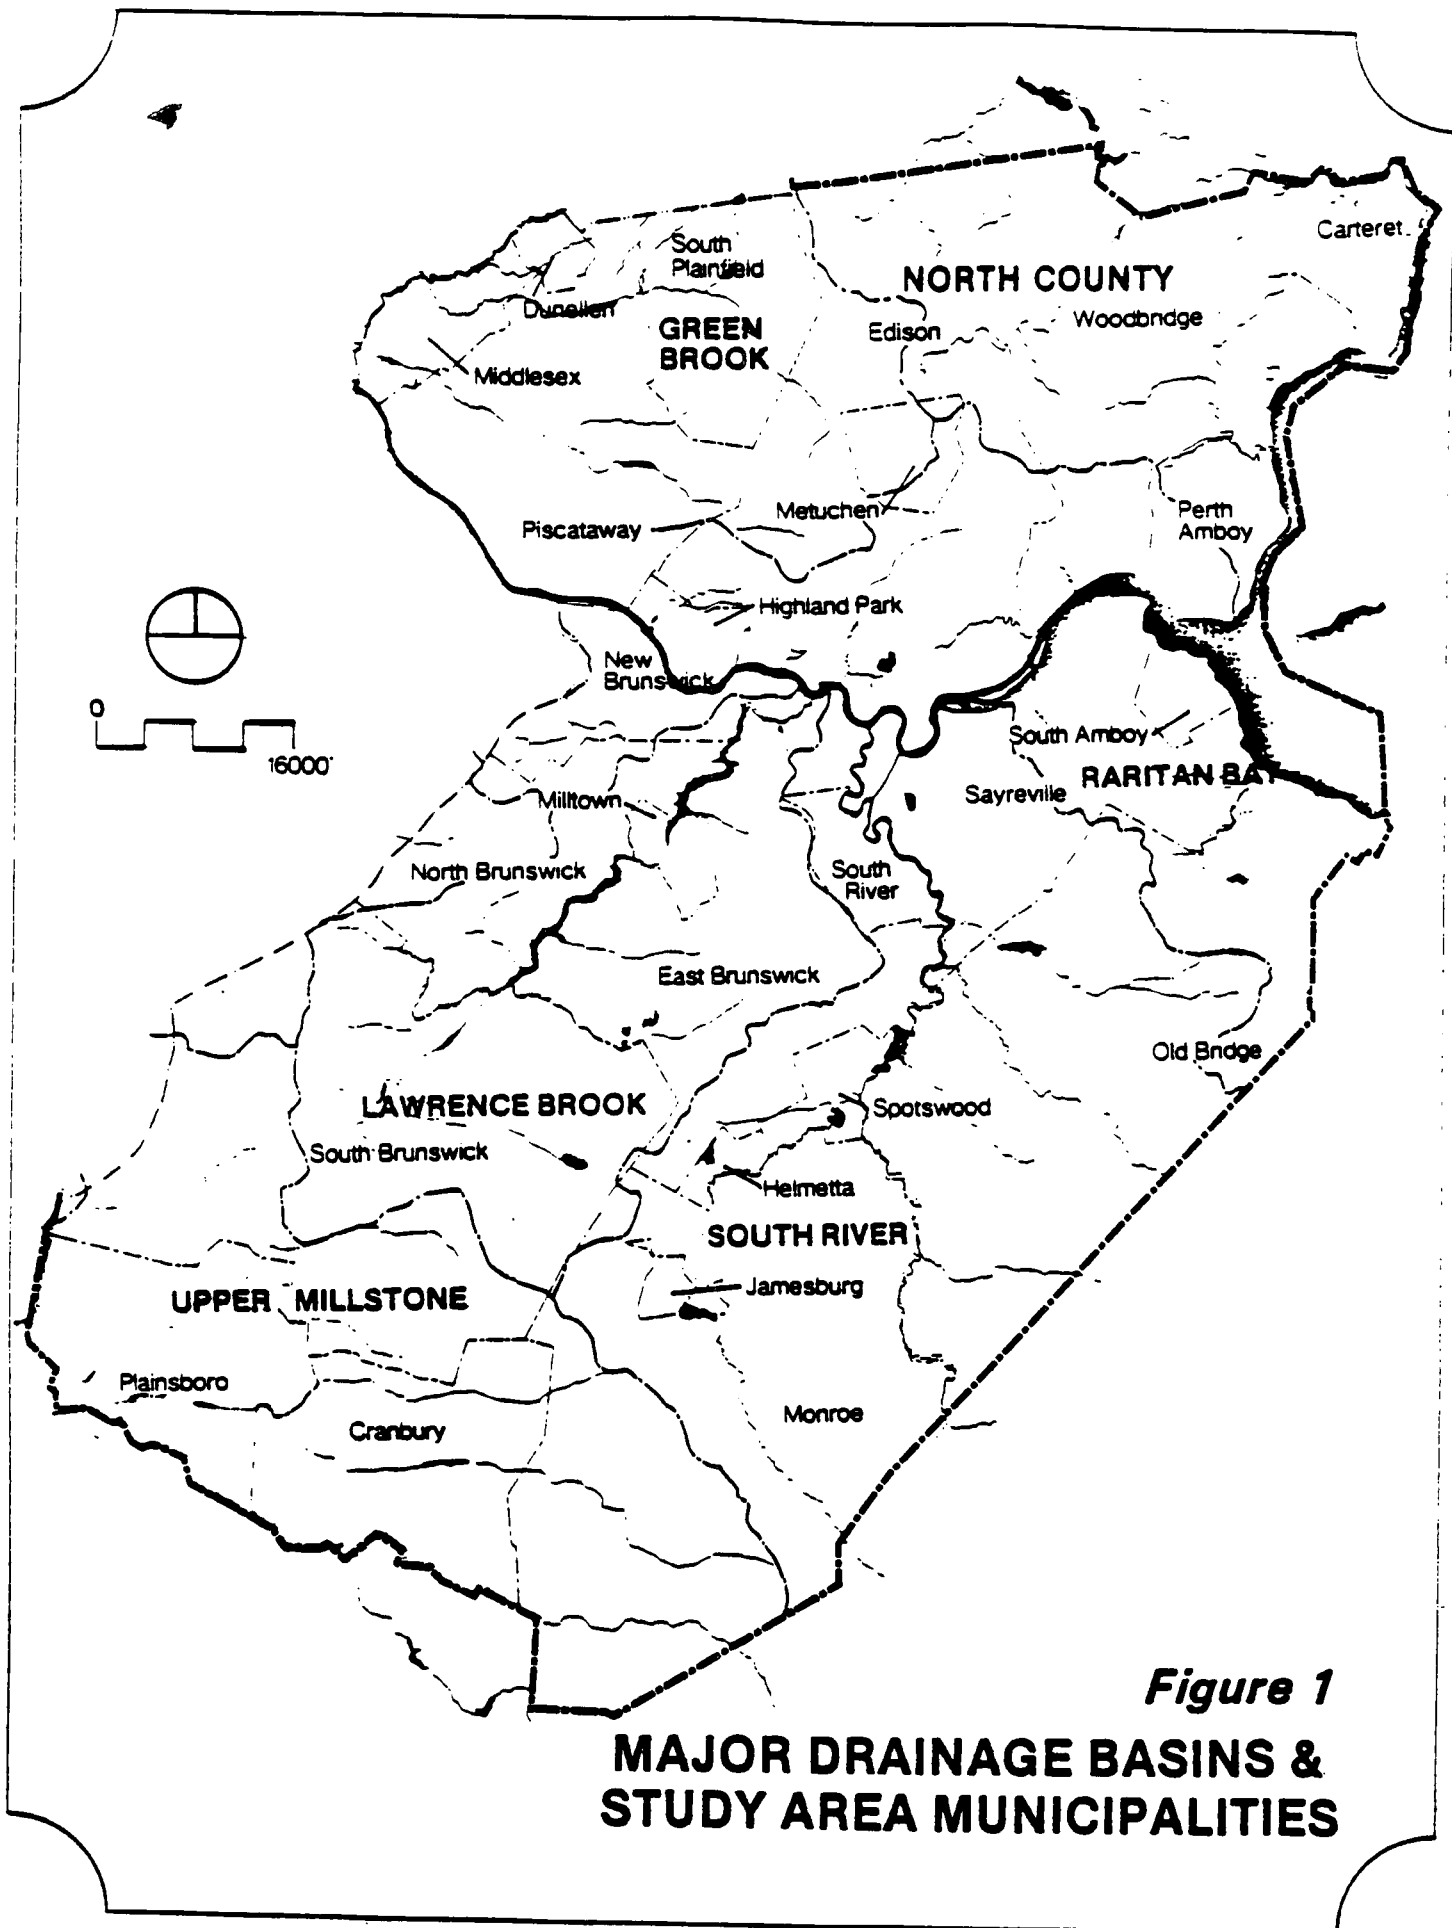 Carteret
South
Plainfield
NORTH COUNTY
Dunellen
Woodbridge
GREEN
BROOK
Edison
Middlesex
Metuchen
Perth
Amboy
Piscataway
Highland Park
New
Brunswick
0
16000'
South Amboy
RARITAN BAY
Milltown
Sayreville
North Brunswick
South
River
East Brunswick
Old Bridge
LAWRENCE BROOK
Spotswood
South Brunswick
Helmetta
SOUTH RIVER
UPPER MILLSTONE
Jamesburg
Plainsboro
Cranbury
Monroe
Figure 1
MAJOR DRAINAGE BASINS &
STUDY AREA MUNICIPALITIES